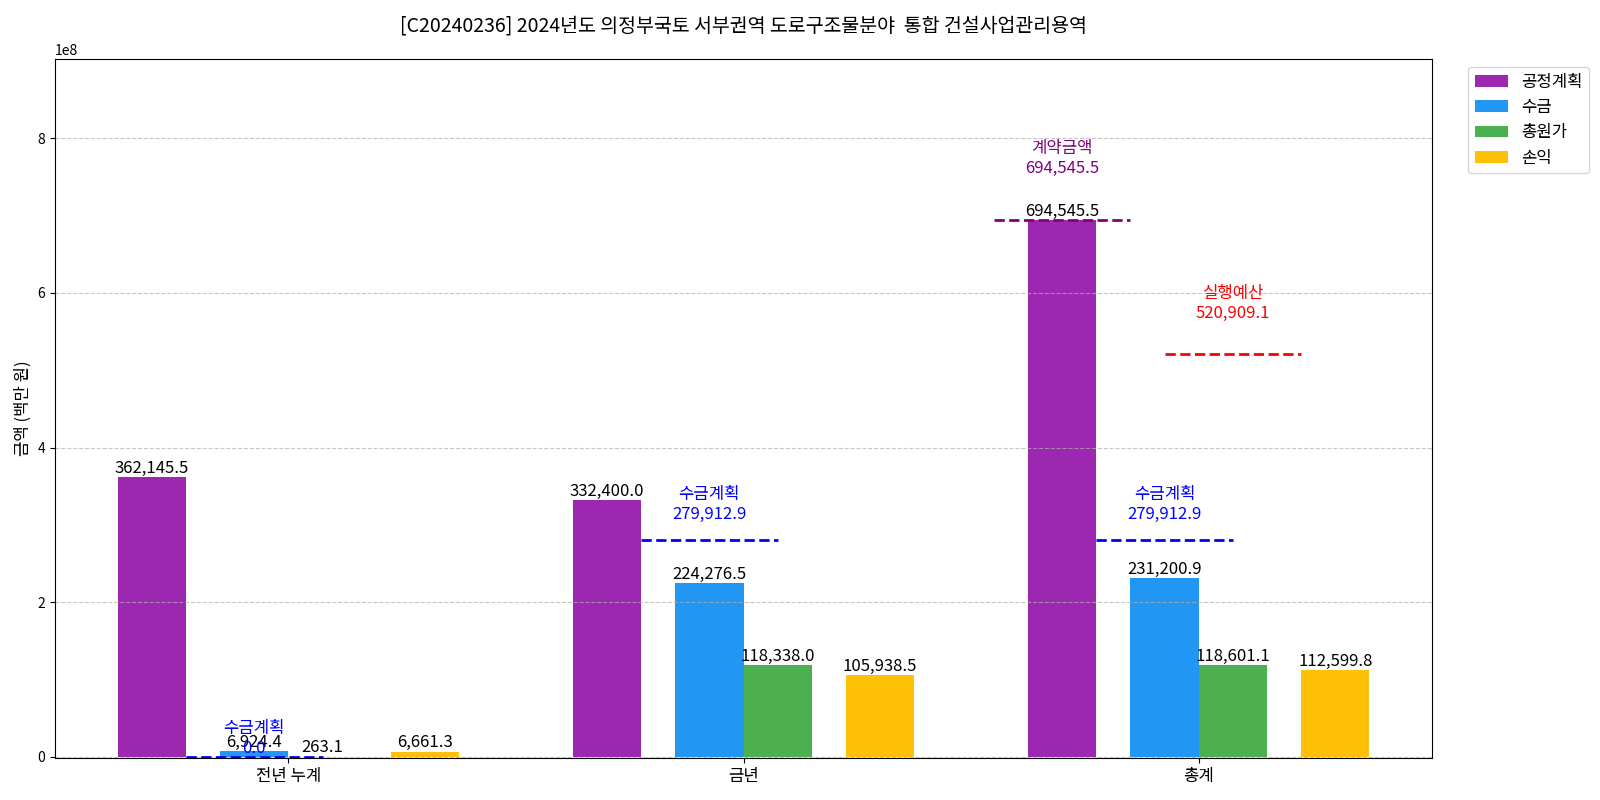 [C20240236] 2024년도 의정부국토 서부권역 도로구조물분야  통합 건설사업관리용역
1e8
공정계획
수금
총원가
손익
금액 (백만 원)
8
6
4
2
0
계약금액
694,545.5
694,545.5
실행예산
520,909.1
362,145.5
332,400.0
수금계획
279,912.9
수금계획
279,912.9
224,276.5
231,200.9
118,338.0
105,938.5
118,601.1
112,599.8
수금계획
0.0
6,924.4
263.1
6,661.3
전년 누계
금년
총계